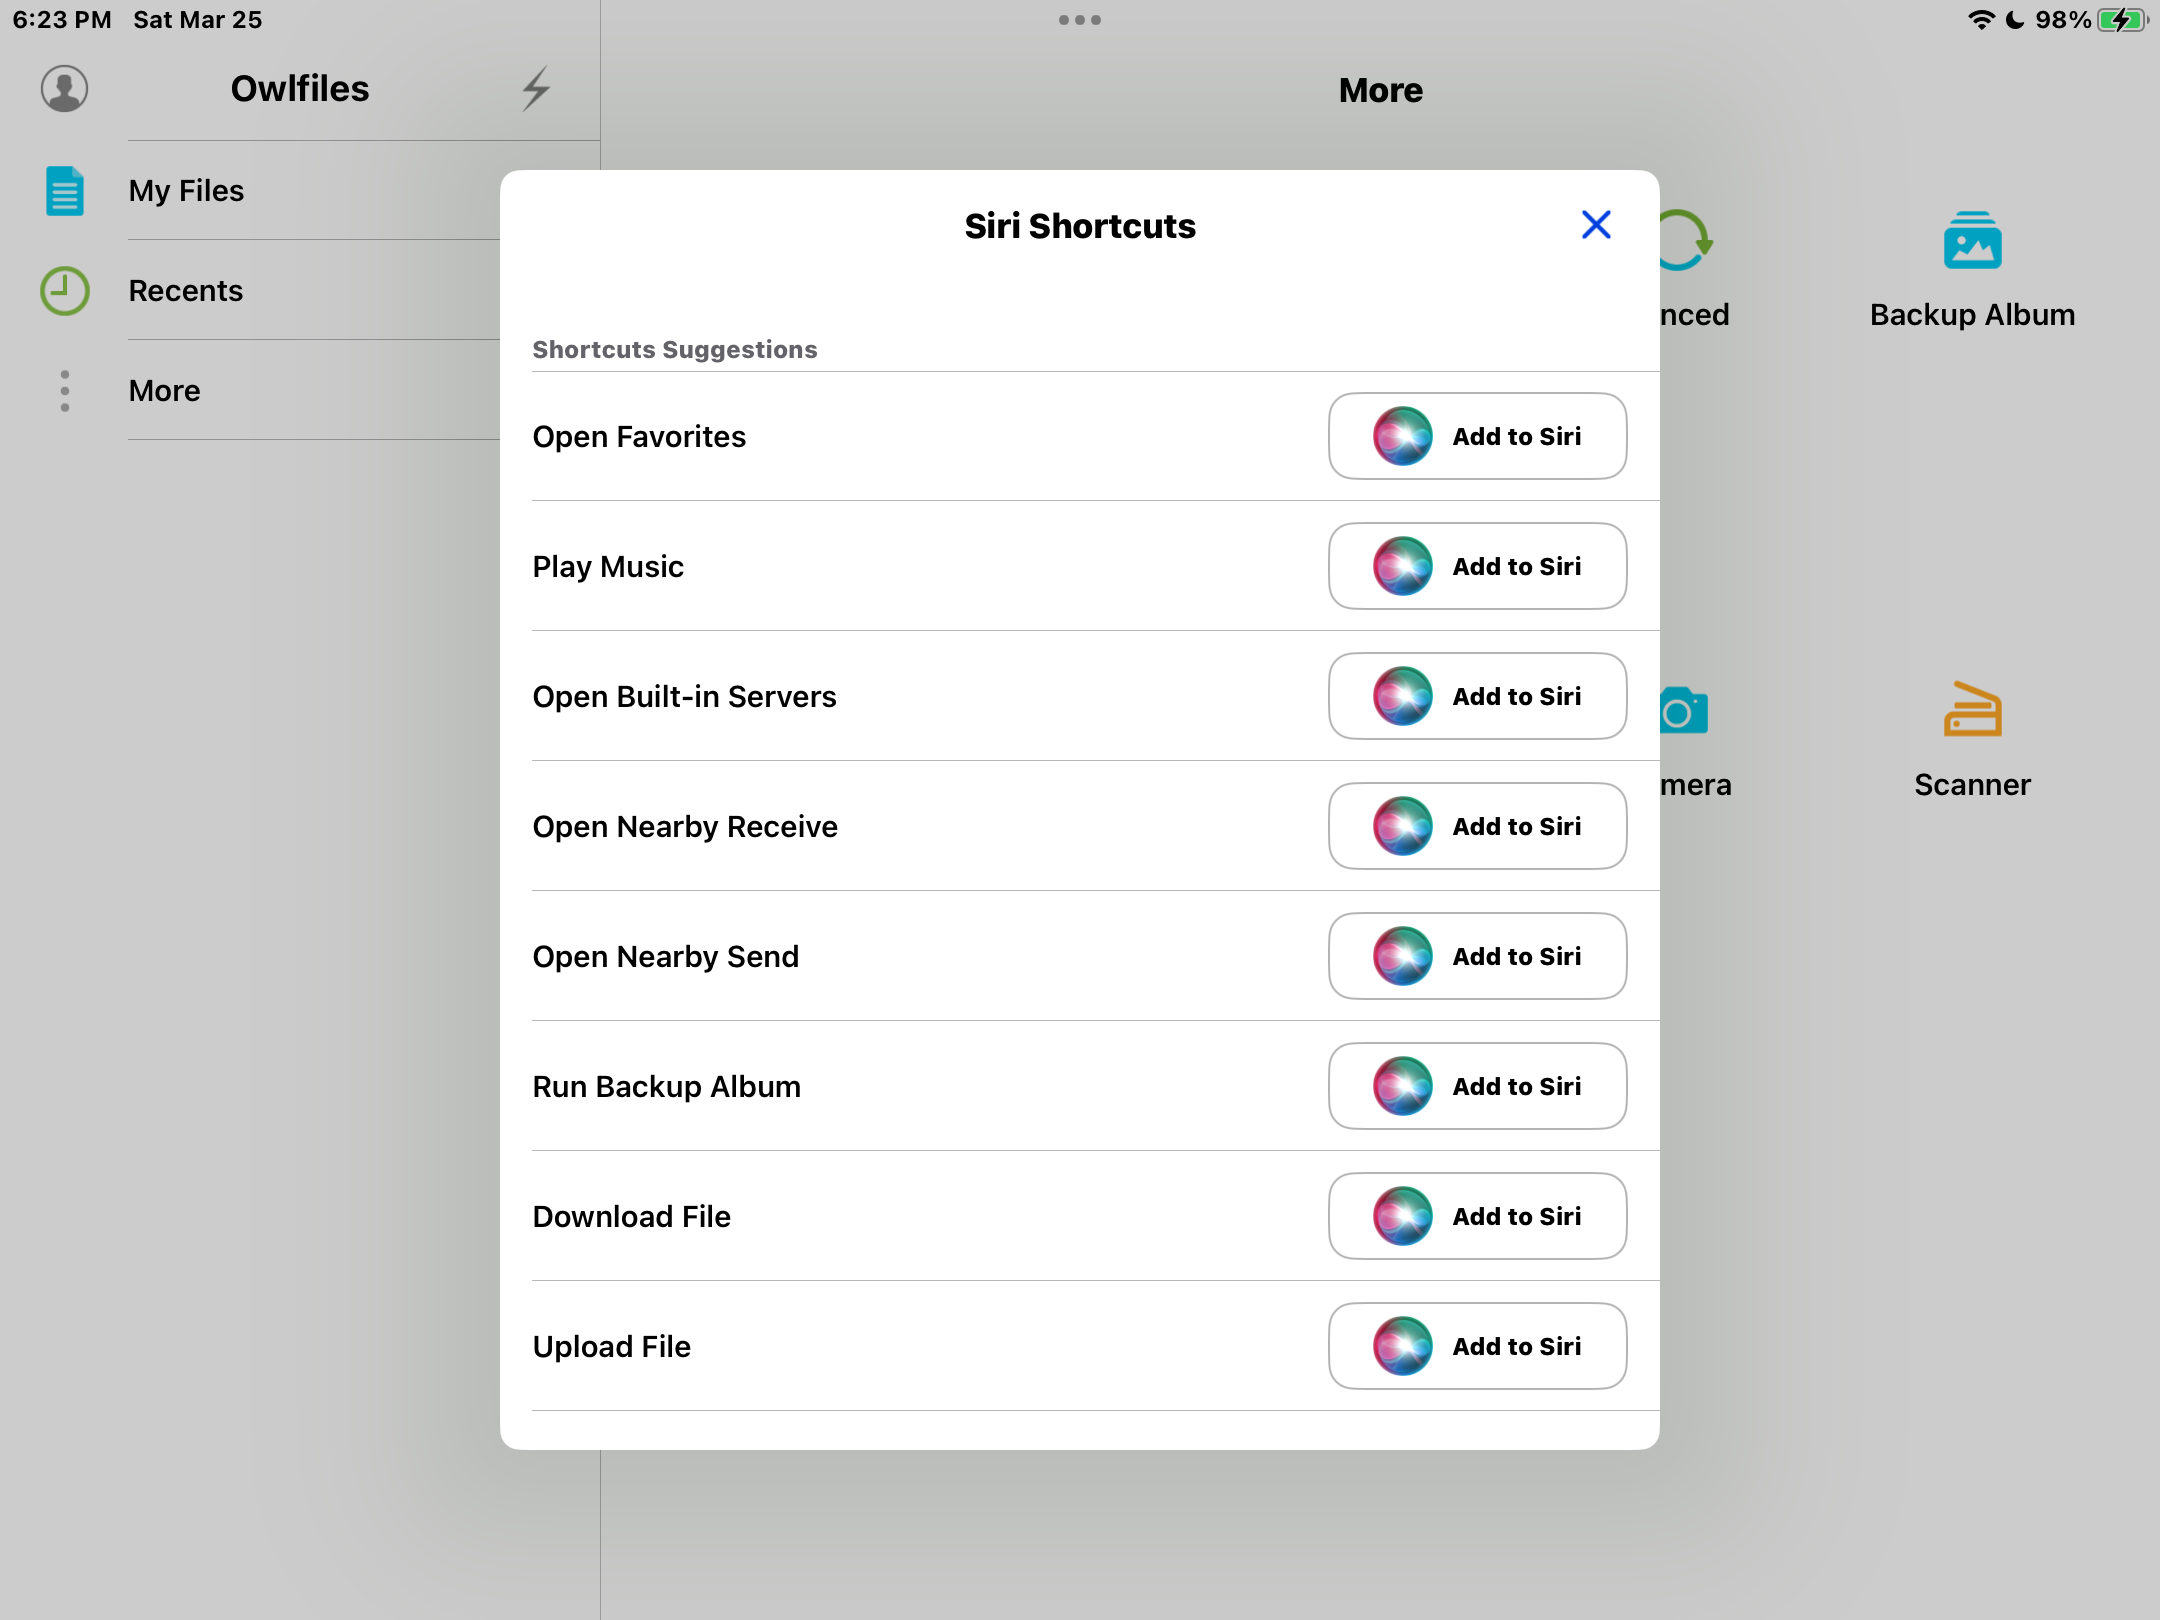 6:23 PM Sat Mar 25
98%
Owlfiles
More
My Files
Recents
More
Siri Shortcuts
Shortcuts Suggestions
Open Favorites
Add to Siri
Play Music
Add to Siri
Open Built-in Servers
Add to Siri
Open Nearby Receive
Add to Siri
Open Nearby Send
Add to Siri
Run Backup Album
Add to Siri
Download File
Add to Siri
Upload File
Add to Siri
nced
Backup Album
mera
Scanner